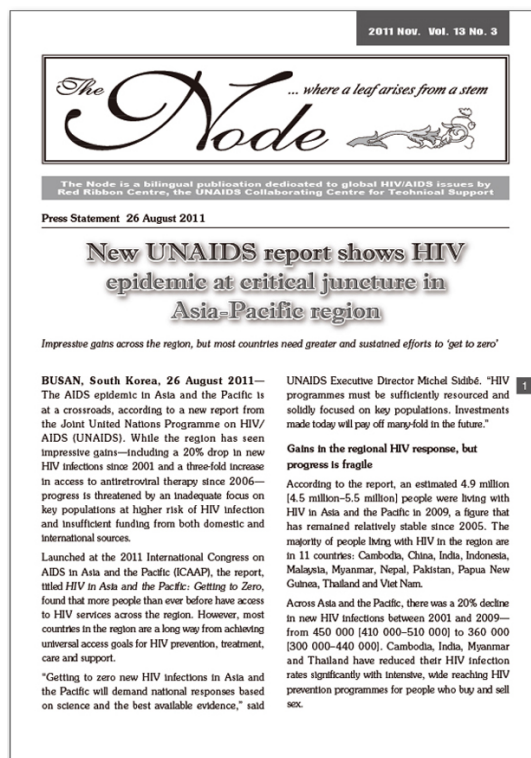 2011 Nov.  Vol. 13 No. 3
The Node
... where a leaf arises from a stem
The Node is a bilingual publication dedioated to global HIV/AIDS issues by
Red Ribbon Centre, the UNAIDS Collaborating Centre for Technioal Support
Press Statement  26 August 2011
New UNAIDS report shows HIV
epidemic at critical juncture in
Asia-Pacific region
Impressive gains across the region, but most countries need greater and sustained efforts to ‘get to zero’
BUSAN, South Korea, 26 August 2011—
The AIDS epidemic in Asia and the Pacific is
at a crossroads, according to a new report from
the Joint United Nations Programme on HIV/
AIDS (UNAIDS). While the region has seen
impressive gains—including a 20% drop in new
HIV infections since 2001 and a three-fold increase
in access to antiretroviral therapy since 2006—
progress is threatened by an inadequate focus on
key populations at higher risk of HIV infection
and insufficient funding from both domestic and
international sources.
Launched at the 2011 International Congress on
AIDS in Asia and the Pacific (ICAAP), the report,
titled HIV in Asia and the Pacific: Getting to Zero,
found that more people than ever before have access
to HIV services across the region. However, most
countries in the region are a long way from achieving
universal access goals for HIV prevention, treatment,
care and support.
“Getting to zero new HIV infections in Asia and
the Pacific will demand national responses based
on science and the best available evidence,” said
UNAIDS Executive Director Michel Sidibé. “HIV
programmes must be sufficiently resourced and
solidly focused on key populations. Investments
made today will pay off many-fold in the future.”
Gains in the regional HIV response, but
progress is fragile
According to the report, an estimated 4.9 million
[4.5 million–5.5 million] people were living with
HIV in Asia and the Pacific in 2009, a figure that
has remained relatively stable since 2005. The
majority of people living with HIV in the region are
in 11 countries: Cambodia, China, India, Indonesia,
Malaysia, Myanmar, Nepal, Pakistan, Papua New
Guinea, Thailand and Viet Nam.
Across Asia and the Pacific, there was a 20% decline
in new HIV infections between 2001 and 2009—
from 450 000 [410 000–510 000] to 360 000
[300 000–440 000]. Cambodia, India, Myanmar
and Thailand have reduced their HIV infection
rates significantly with intensive, wide reaching HIV
prevention programmes for people who buy and sell
sex.
1